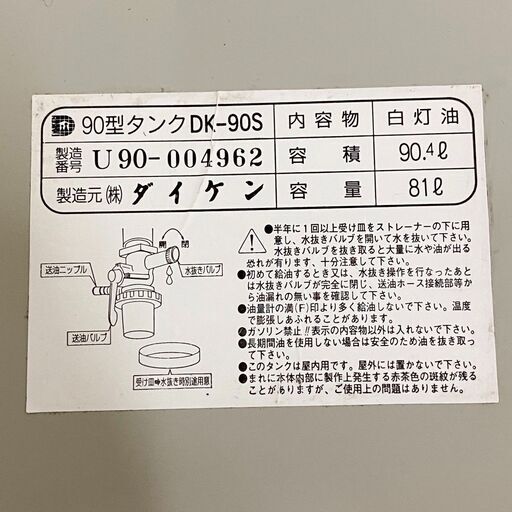 90型タンクDK-90S 内容物 白灯油
製造番号 U90-004962 容積 90.4ℓ
製造元㈱ダイケン 容量 81ℓ
開 閉
送油ニップル
水抜きバルブ
送油バルブ
受け皿➡水抜き時別途用意
●半年に1回以上受け皿をストレーナーの下に用
意し、水抜きバルブを開いて水を抜いて下さい。
水抜きバルブを抜き取ると大量に水や油が出る
恐れが有ります、十分注意して下さい。
●初めて給油するとき又は、水抜き操作を行なったあと
は水抜きバルブが完全に閉じ、送油ホース接続部等か
ら油漏れの無い事を確認して下さい。
●油量計の満(F)印より多く給油しないで下さい。温度
で膨張しあふれることがあります。
●ガソリン禁止!!表示の内容物以外は入れないで下さい。
●長期間油を使用しない場合は安全のため油を抜き取
って下さい。
●このタンクは屋内用です。屋外には置かないで下さい。
●まれに本体内部に製作上発生する赤茶色の斑紋が残る
ことがありますが、ご使用上の問題はありません。